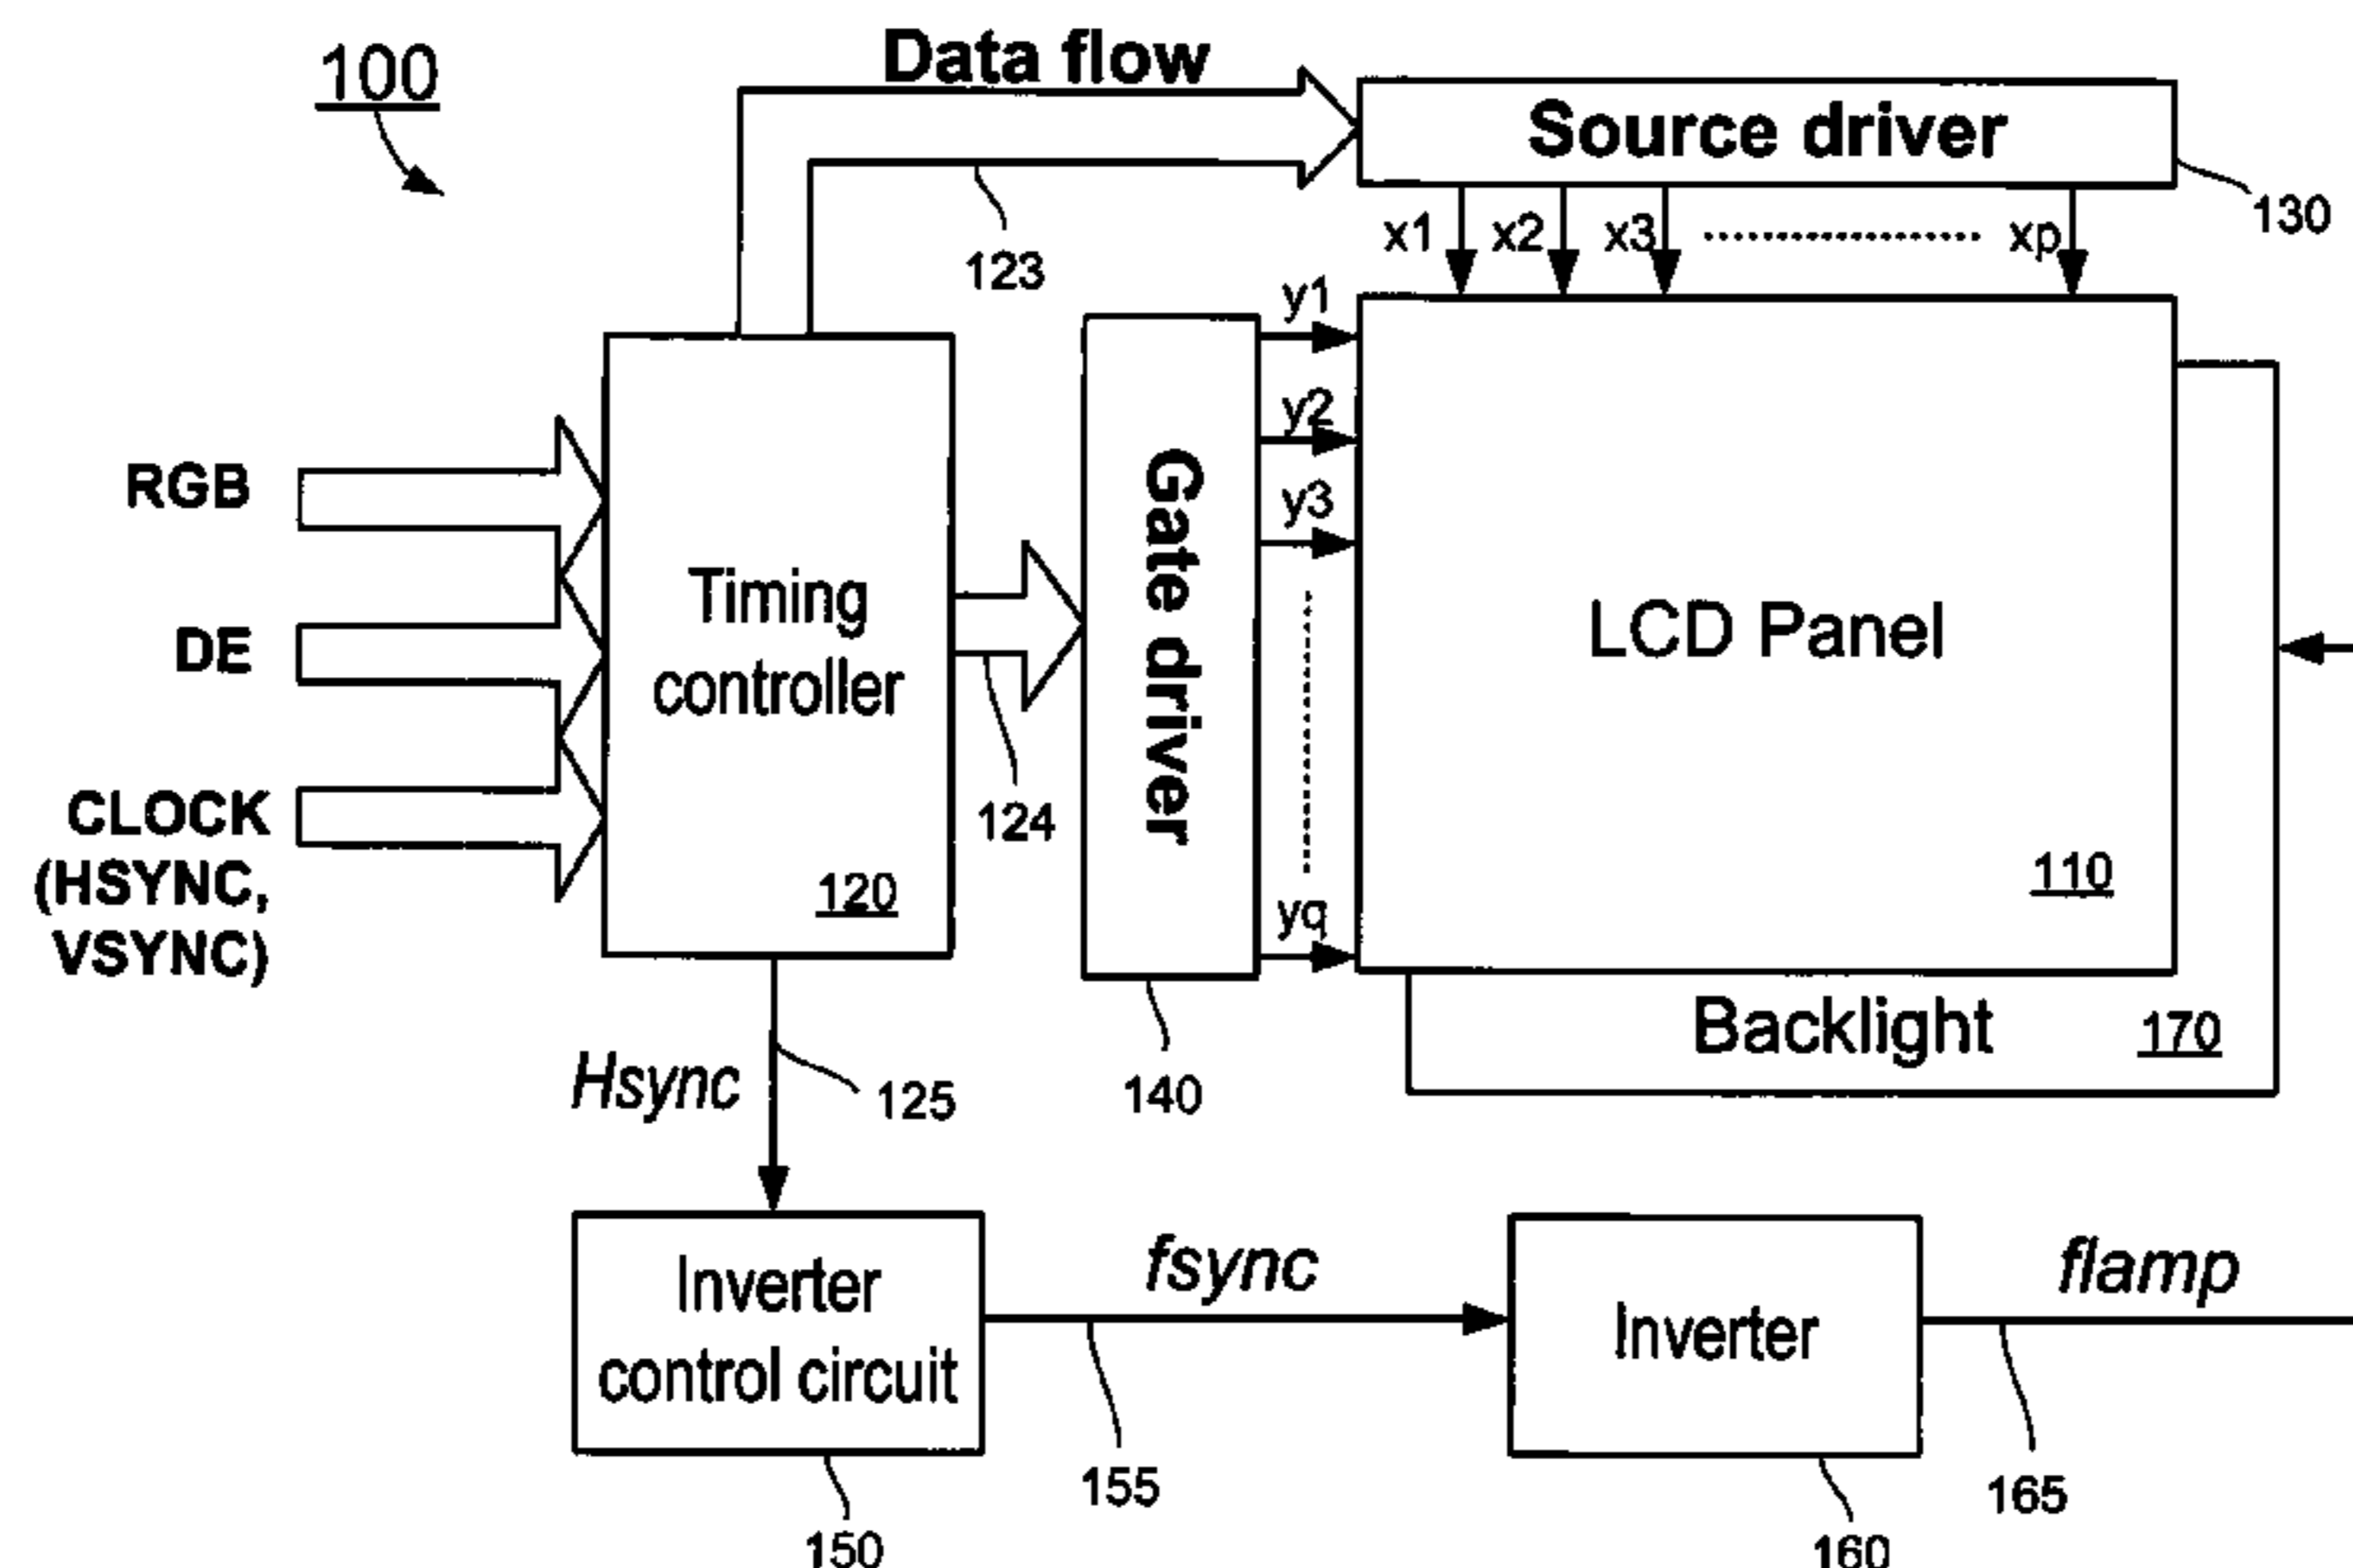 100
Data flow
Source driver
130
123
x1 x2 x3 xp
y1
y2
y3
yq
RGB
DE
CLOCK
(HSYNC,
VSYNC)
Timing
controller
120
124
Gate driver
140
LCD Panel
110
Backlight 170
Hsync
125
Inverter
control circuit
150
fsync
155
Inverter
160
flamp
165